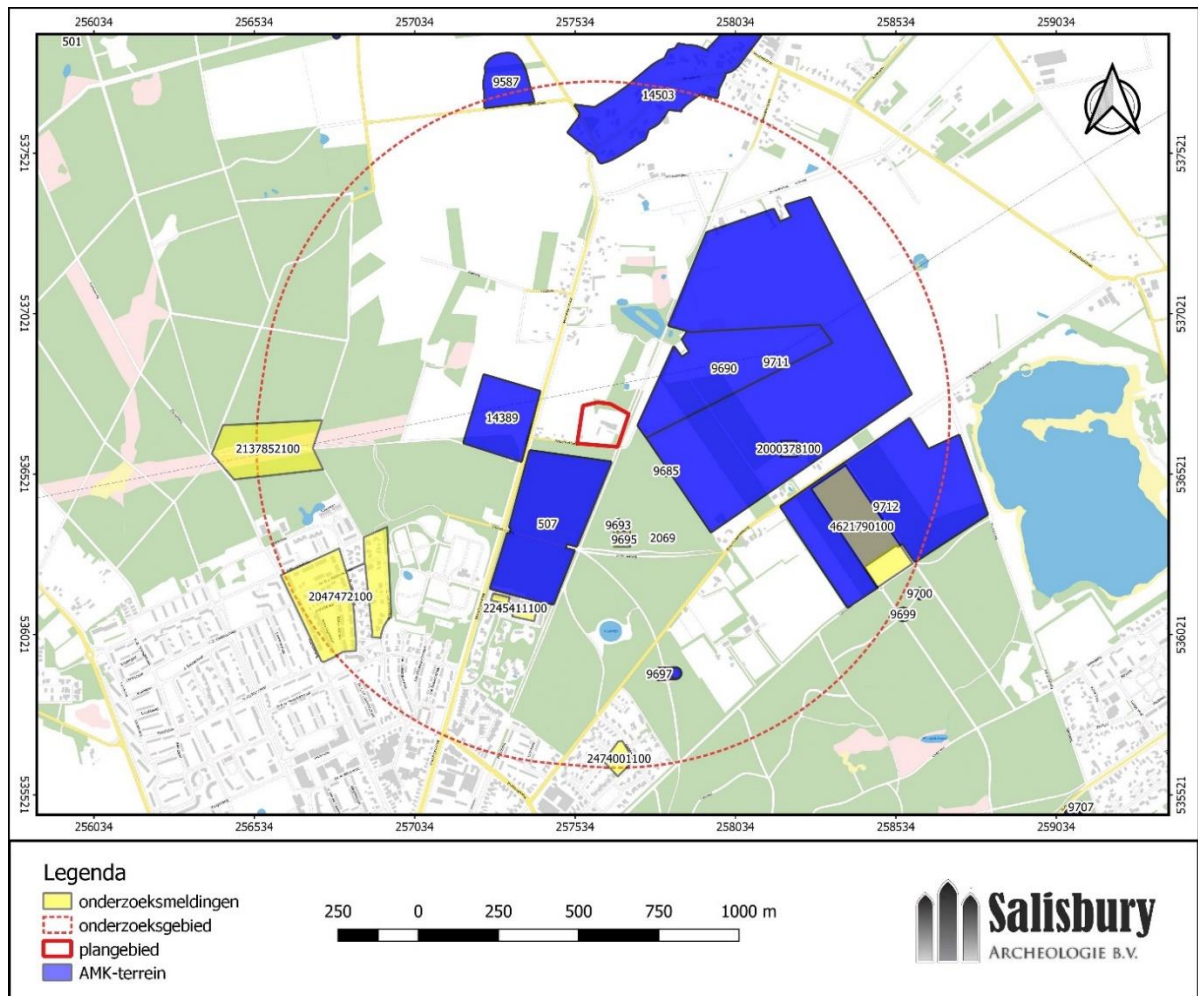 256034 256534 257034 257534 258034 258534 259034
501
9587
14503
537521 537521
537021 537021
9690 9711
14389
2137852100
2000378100
536521 536521
9685
507
9712
9693
9695 2069
4621790100
2047472100
2245411100
9700
9699
536021 536021
9697
2474001100
535521 535521
9707
256034 256534 257034 257534 258034 258534 259034
Legenda
onderzoeksmeldingen
onderzoeksgebied
plangebied
AMK-terrein
250 0 250 500 750 1000 m
Salisbury
ARCHEOLOGIE B.V.